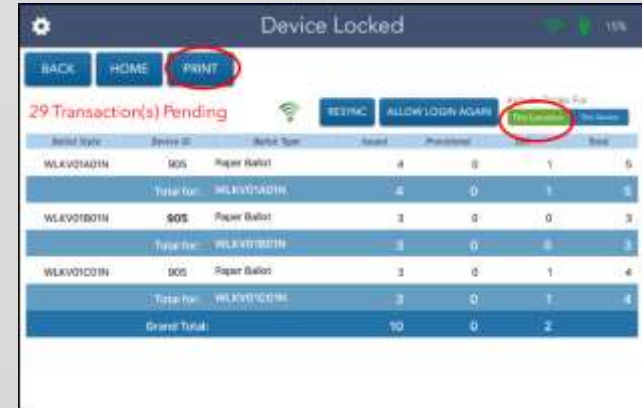 Device Locked 15%
BACK HOME PRINT
29 Transaction(s) Pending RESYNC ALLOW LOGIN AGAIN This Location This Device
Ballot Style Device ID Ballot Type Issued Provisional Total
WLKV01A01N 905 Paper Ballot 4 0 1 5
Total for: WLKV01A01N 4 0 1 5
WLKV01B01N 905 Paper Ballot 3 0 0 3
Total for: WLKV01B01N 3 0 0 3
WLKV01C01N 905 Paper Ballot 3 0 1 4
Total for: WLKV01C01N 3 0 1 4
Grand Total: 10 0 2